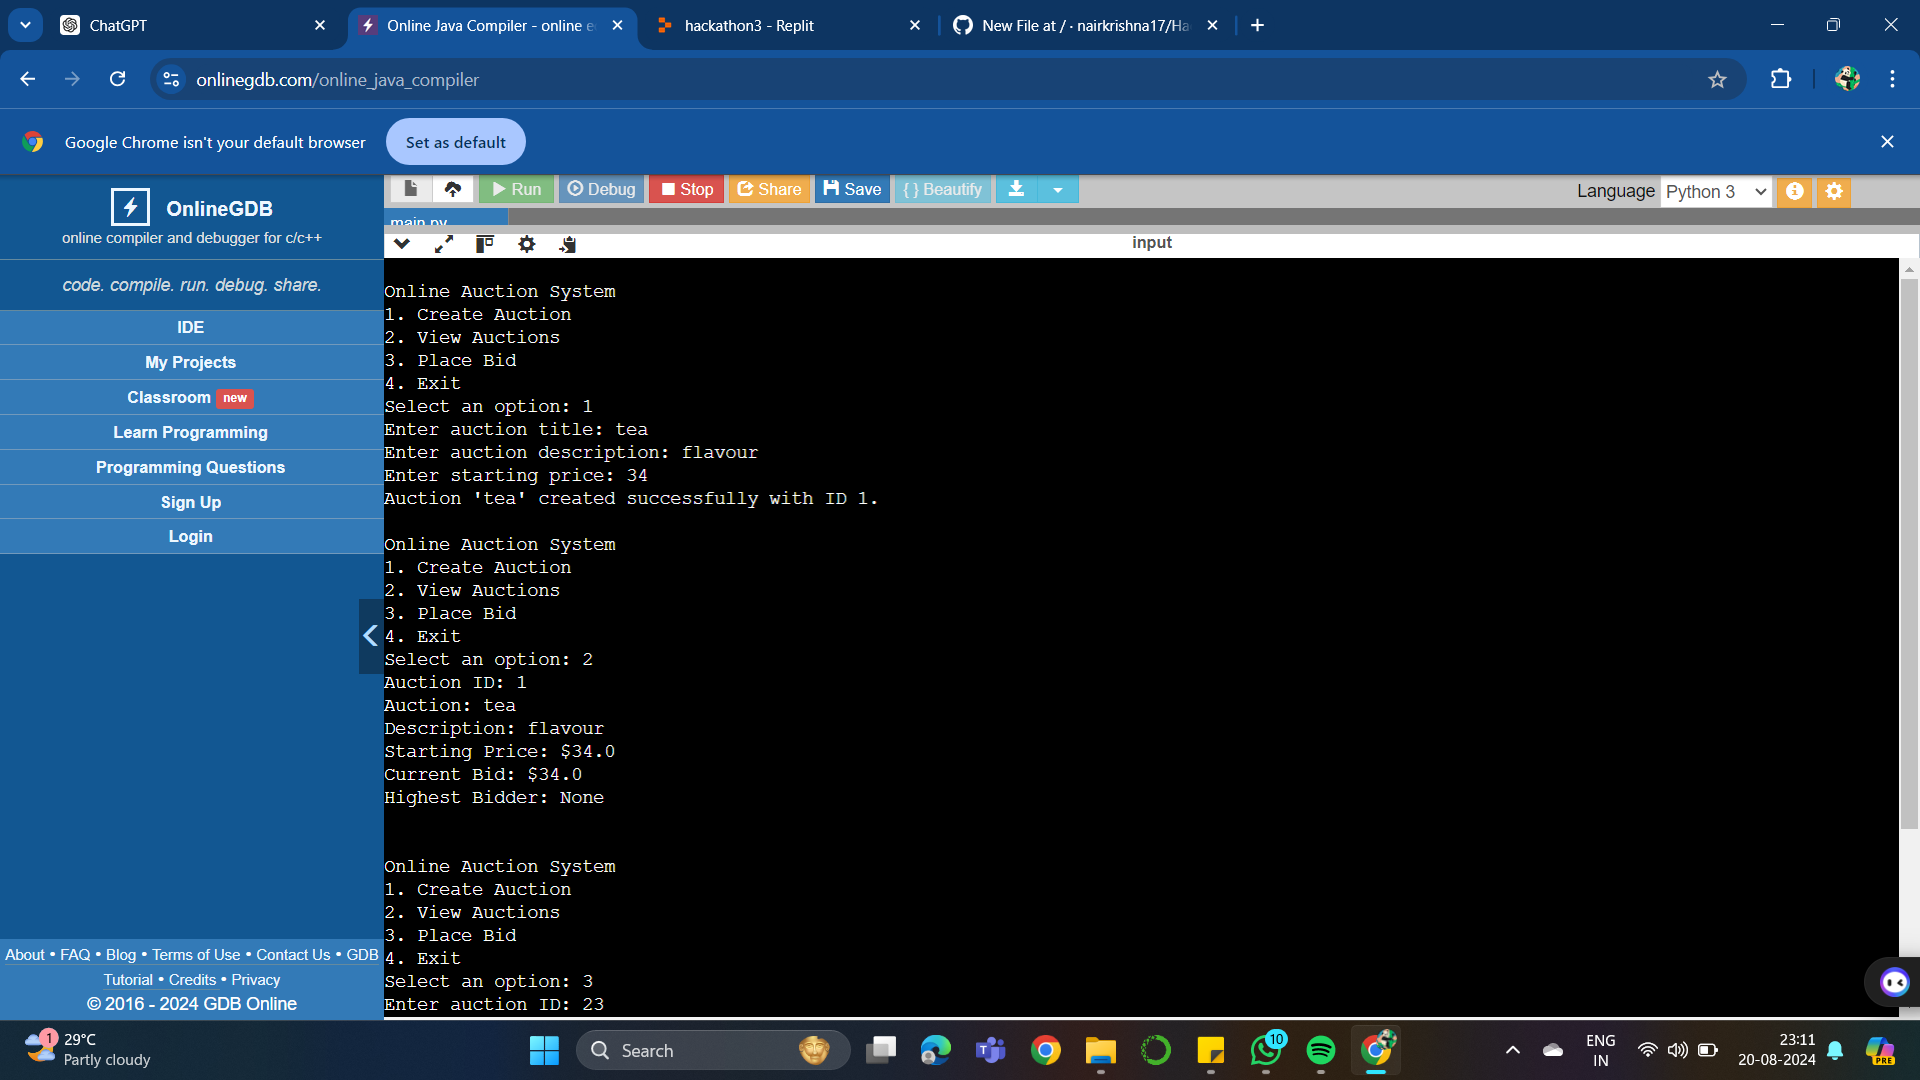 ChatGPT
Online Java Compiler - online e
hackathon3 - Replit
New File at / · nairkrishna17/Ha
onlinegdb.com/online_java_compiler
Google Chrome isn't your default browser
Set as default
OnlineGDB
online compiler and debugger for c/c++
code. compile. run. debug. share.
IDE
My Projects
Classroom new
Learn Programming
Programming Questions
Sign Up
Login
About • FAQ • Blog • Terms of Use • Contact Us • GDB
Tutorial • Credits • Privacy
© 2016 - 2024 GDB Online
Run
Debug
Stop
Share
Save
{ } Beautify
Language Python 3
main.py
input
Online Auction System
1. Create Auction
2. View Auctions
3. Place Bid
4. Exit
Select an option: 1
Enter auction title: tea
Enter auction description: flavour
Enter starting price: 34
Auction 'tea' created successfully with ID 1.
Online Auction System
1. Create Auction
2. View Auctions
3. Place Bid
4. Exit
Select an option: 2
Auction ID: 1
Auction: tea
Description: flavour
Starting Price: $34.0
Current Bid: $34.0
Highest Bidder: None
Online Auction System
1. Create Auction
2. View Auctions
3. Place Bid
4. Exit
Select an option: 3
Enter auction ID: 23
1
29°C
Partly cloudy
Search
10
ENG
IN
23:11
20-08-2024
PRE